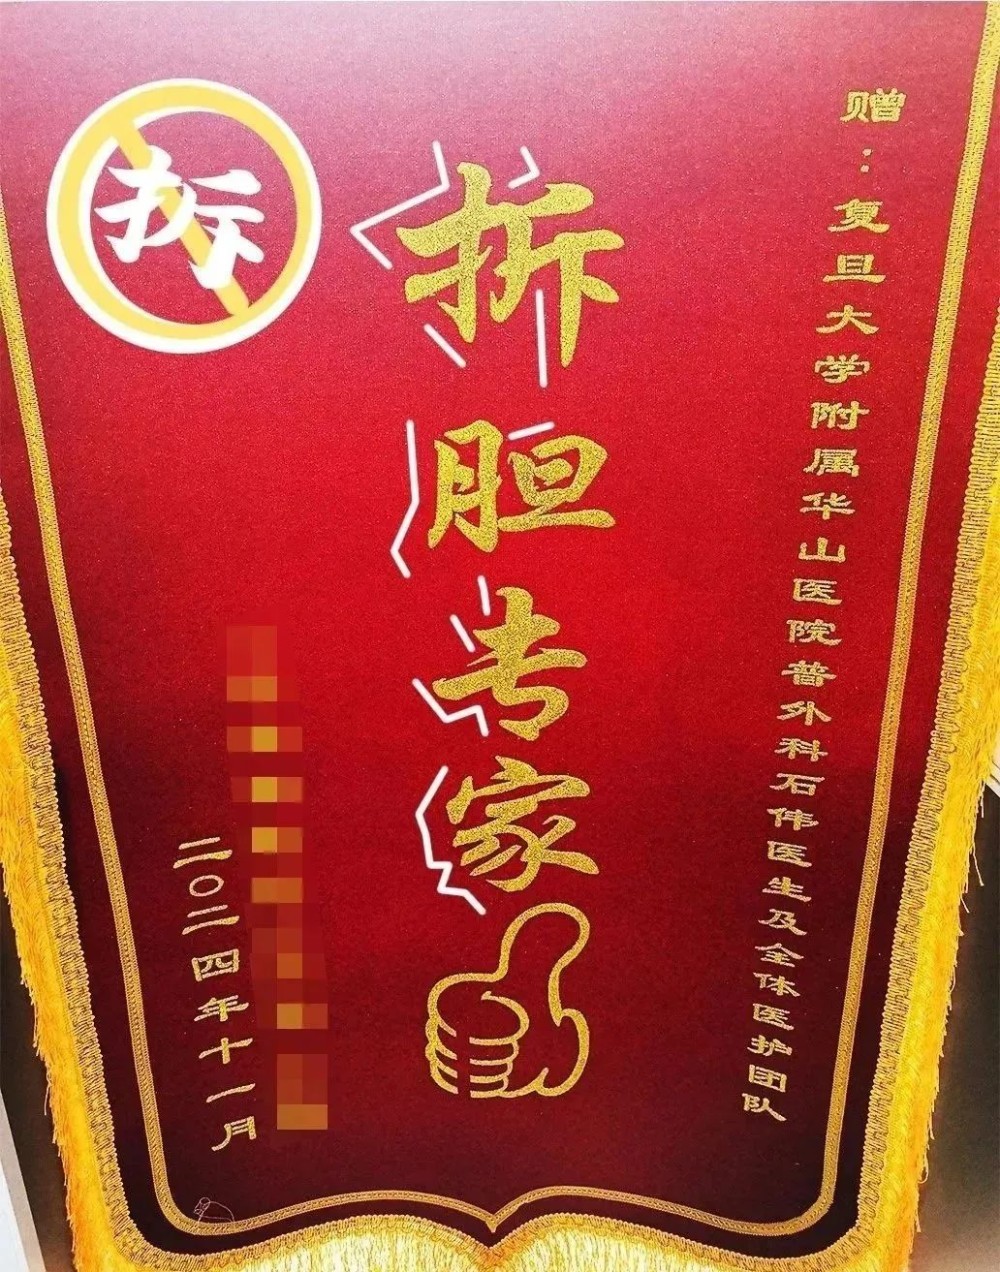 赠：复旦大学附属华山医院普外科石伟医生及全体医护团队
拆
拆胆专家
二〇二四年十一月